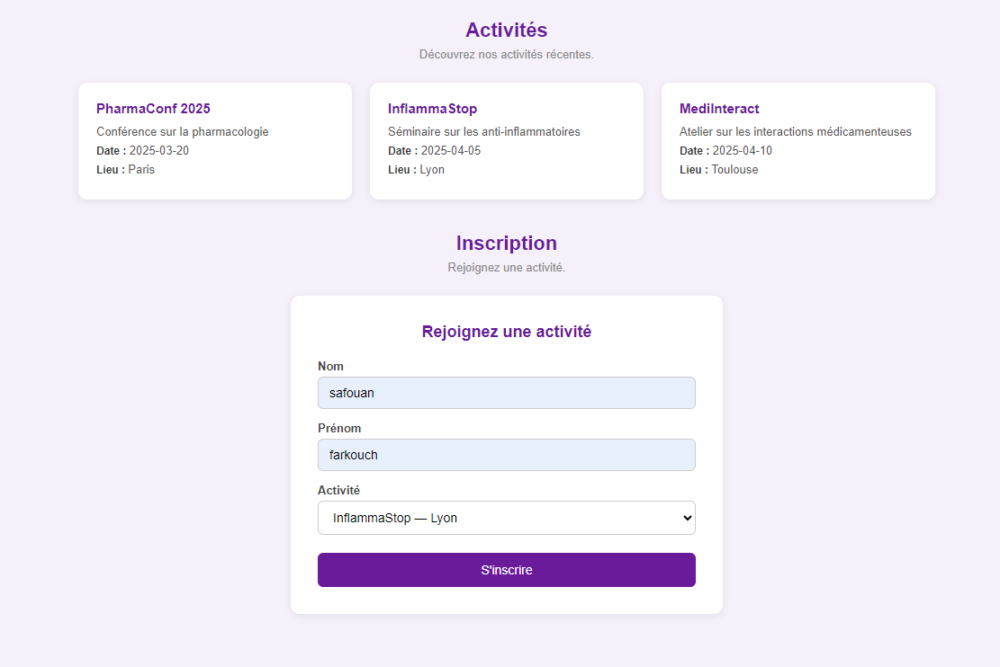 Activités
Découvrez nos activités récentes.
PharmaConf 2025
Conférence sur la pharmacologie
Date : 2025-03-20
Lieu : Paris
InflammaStop
Séminaire sur les anti-inflammatoires
Date : 2025-04-05
Lieu : Lyon
MediInteract
Atelier sur les interactions médicamenteuses
Date : 2025-04-10
Lieu : Toulouse
Inscription
Rejoignez une activité.
Rejoignez une activité
Nom
safouan
Prénom
farkouch
Activité
InflammaStop — Lyon
S'inscrire